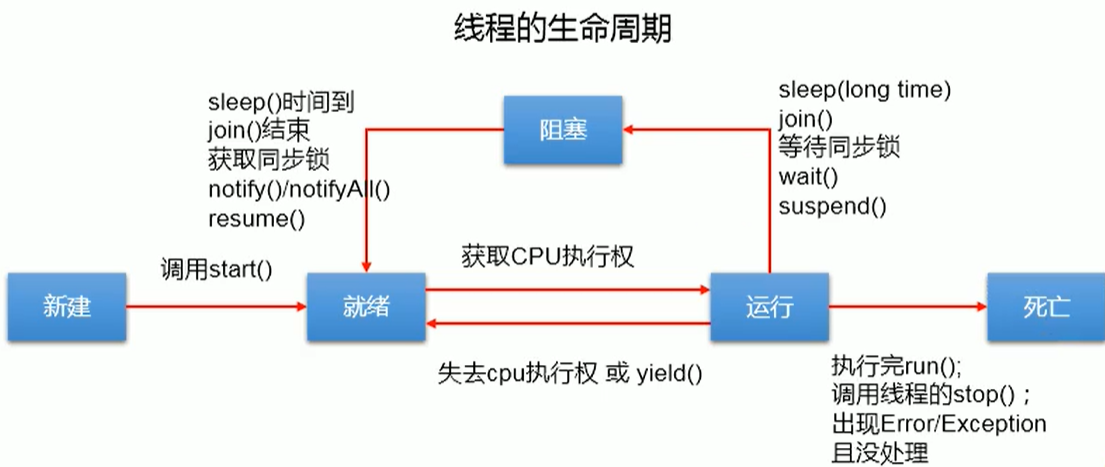 线程的生命周期
sleep()时间到
join()结束
获取同步锁
notify()/notifyAll()
resume()
阻塞
sleep(long time)
join()
等待同步锁
wait()
suspend()
新建
调用start()
就绪
获取CPU执行权
失去cpu执行权 或 yield()
运行
死亡
执行完run();
调用线程的stop()；
出现Error/Exception
且没处理